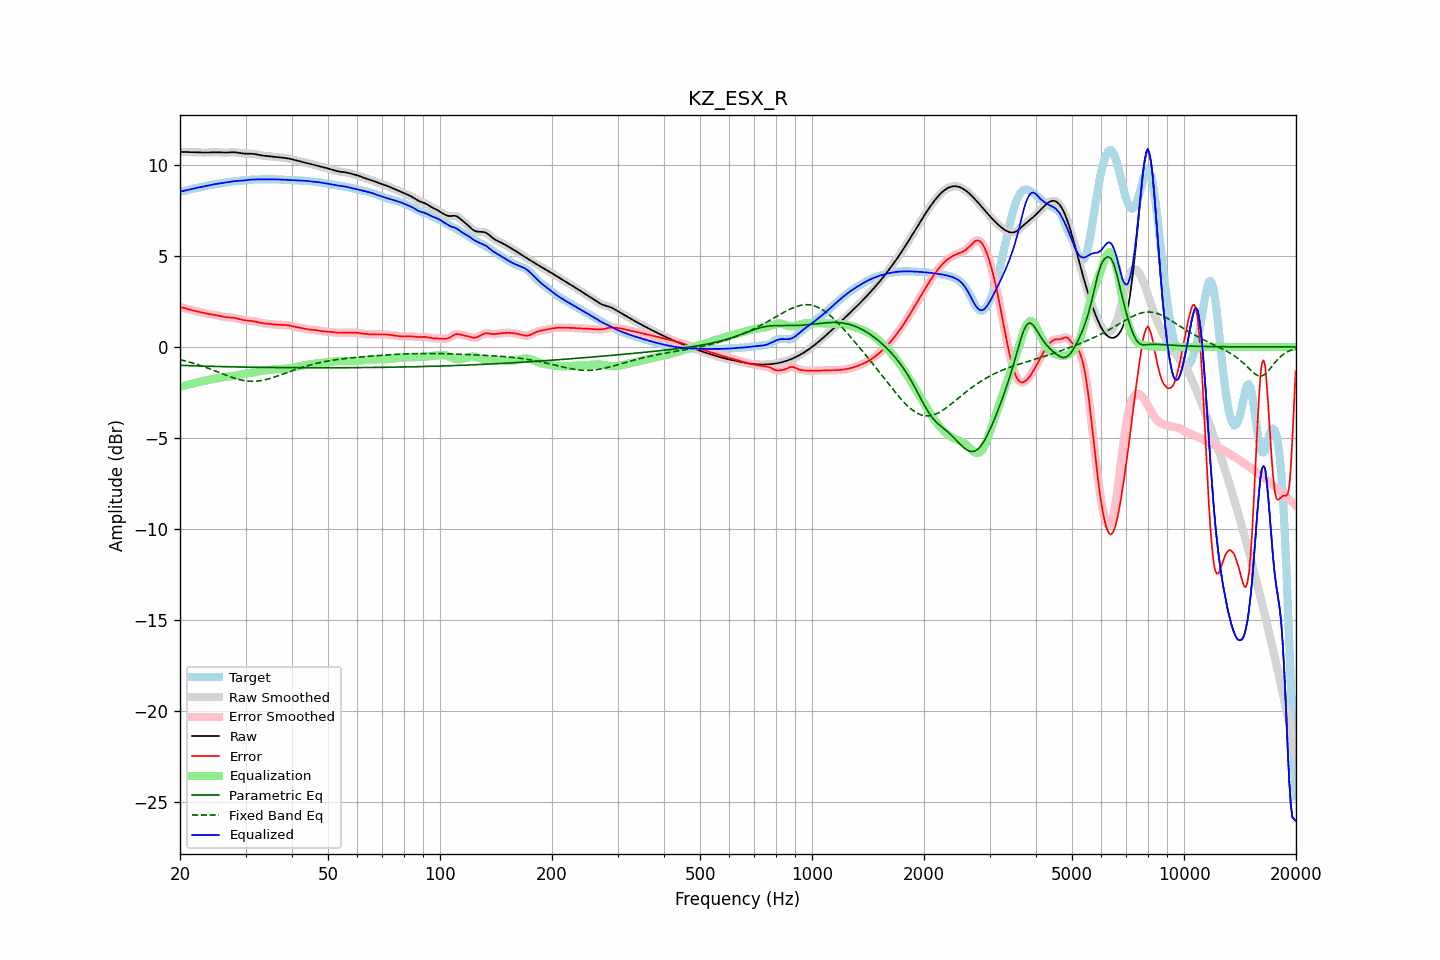 KZ_ESX_R
Amplitude (dBr)
10
5
0
−5
−10
−15
−20
−25
Target
Raw Smoothed
Error Smoothed
Raw
Error
Equalization
Parametric Eq
Fixed Band Eq
Equalized
20 50 100 200 500 1000 2000 5000 10000 20000
Frequency (Hz)